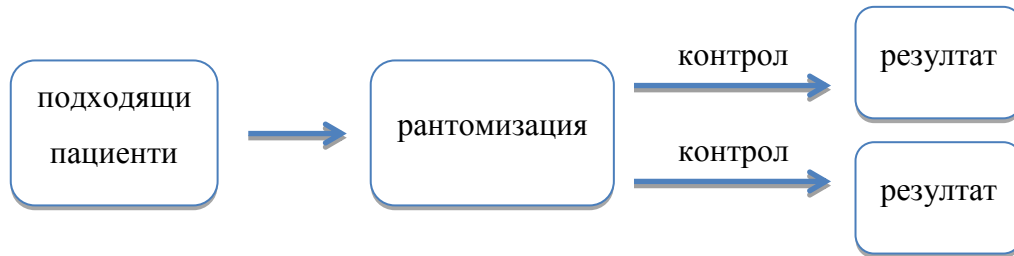 подходящи
пациенти
рантомизация
контрол
резултат
контрол
резултат